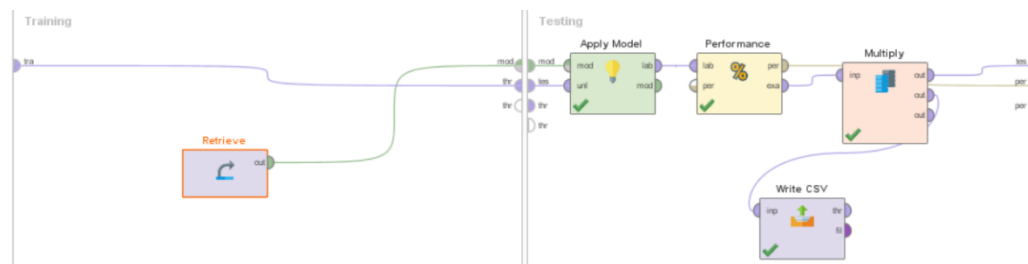 Training
tra
Retrieve
out
mod
thr
thr
Testing
mod
tes
thr
thr
Apply Model
mod
unl
lab
mod
Performance
lab
per
%
per
exa
Multiply
inp
out
out
out
Write CSV
inp
thr
fil
tes
per
per